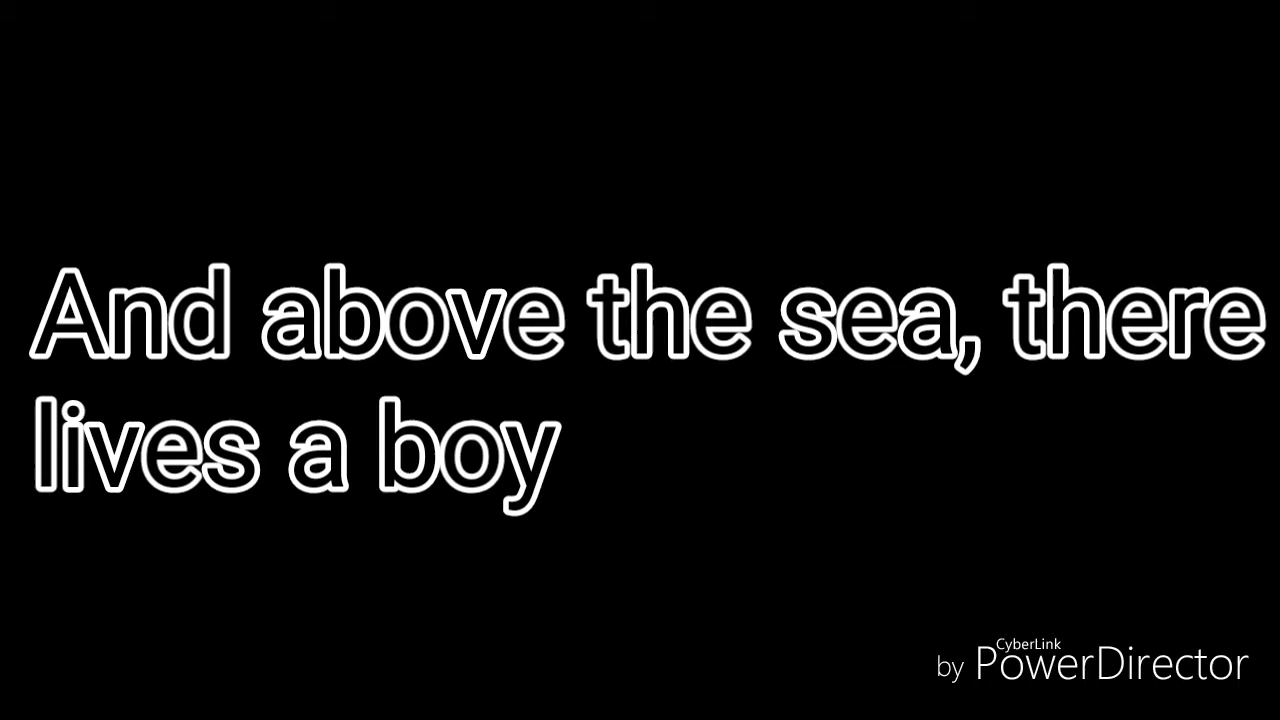 And above the sea, there
lives a boy
CyberLink
by PowerDirector